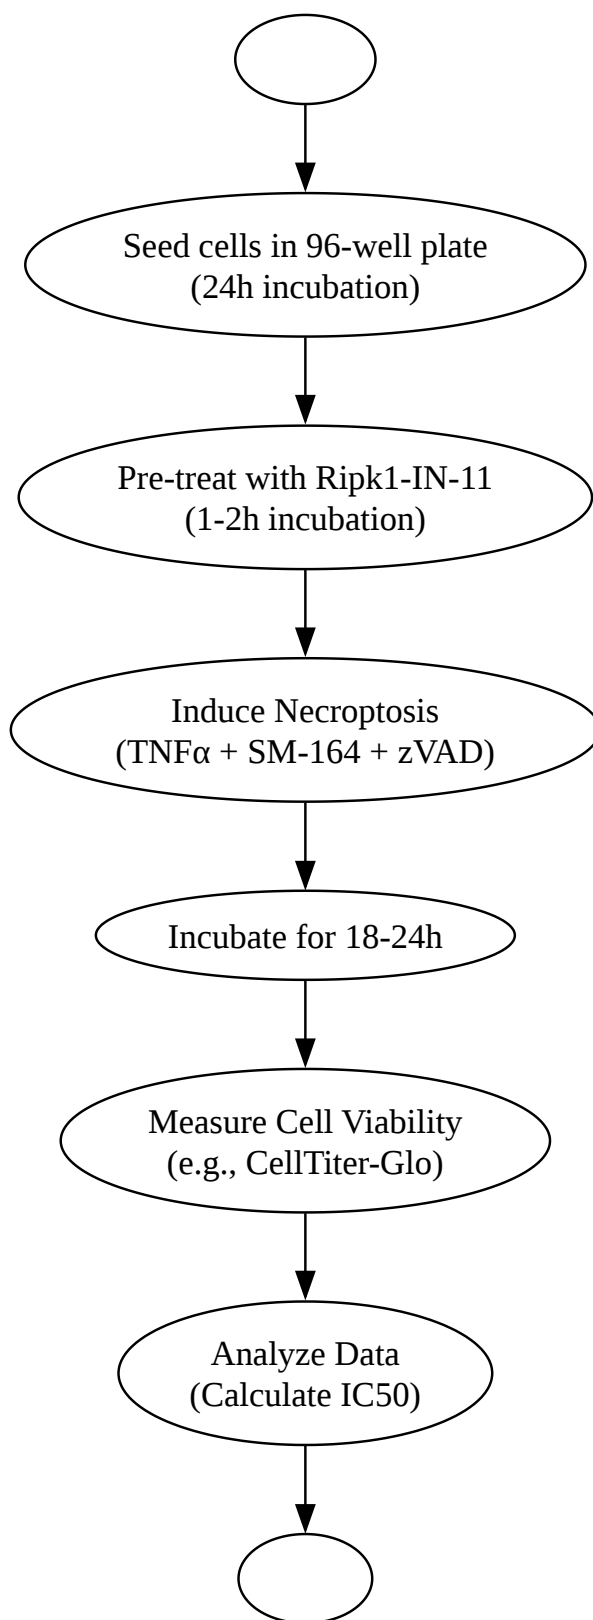 Seed cells in 96-well plate
(24h incubation)
Pre-treat with Ripk1-IN-11
(1-2h incubation)
Induce Necroptosis
(TNFα + SM-164 + zVAD)
Incubate for 18-24h
Measure Cell Viability
(e.g., CellTiter-Glo)
Analyze Data
(Calculate IC50)